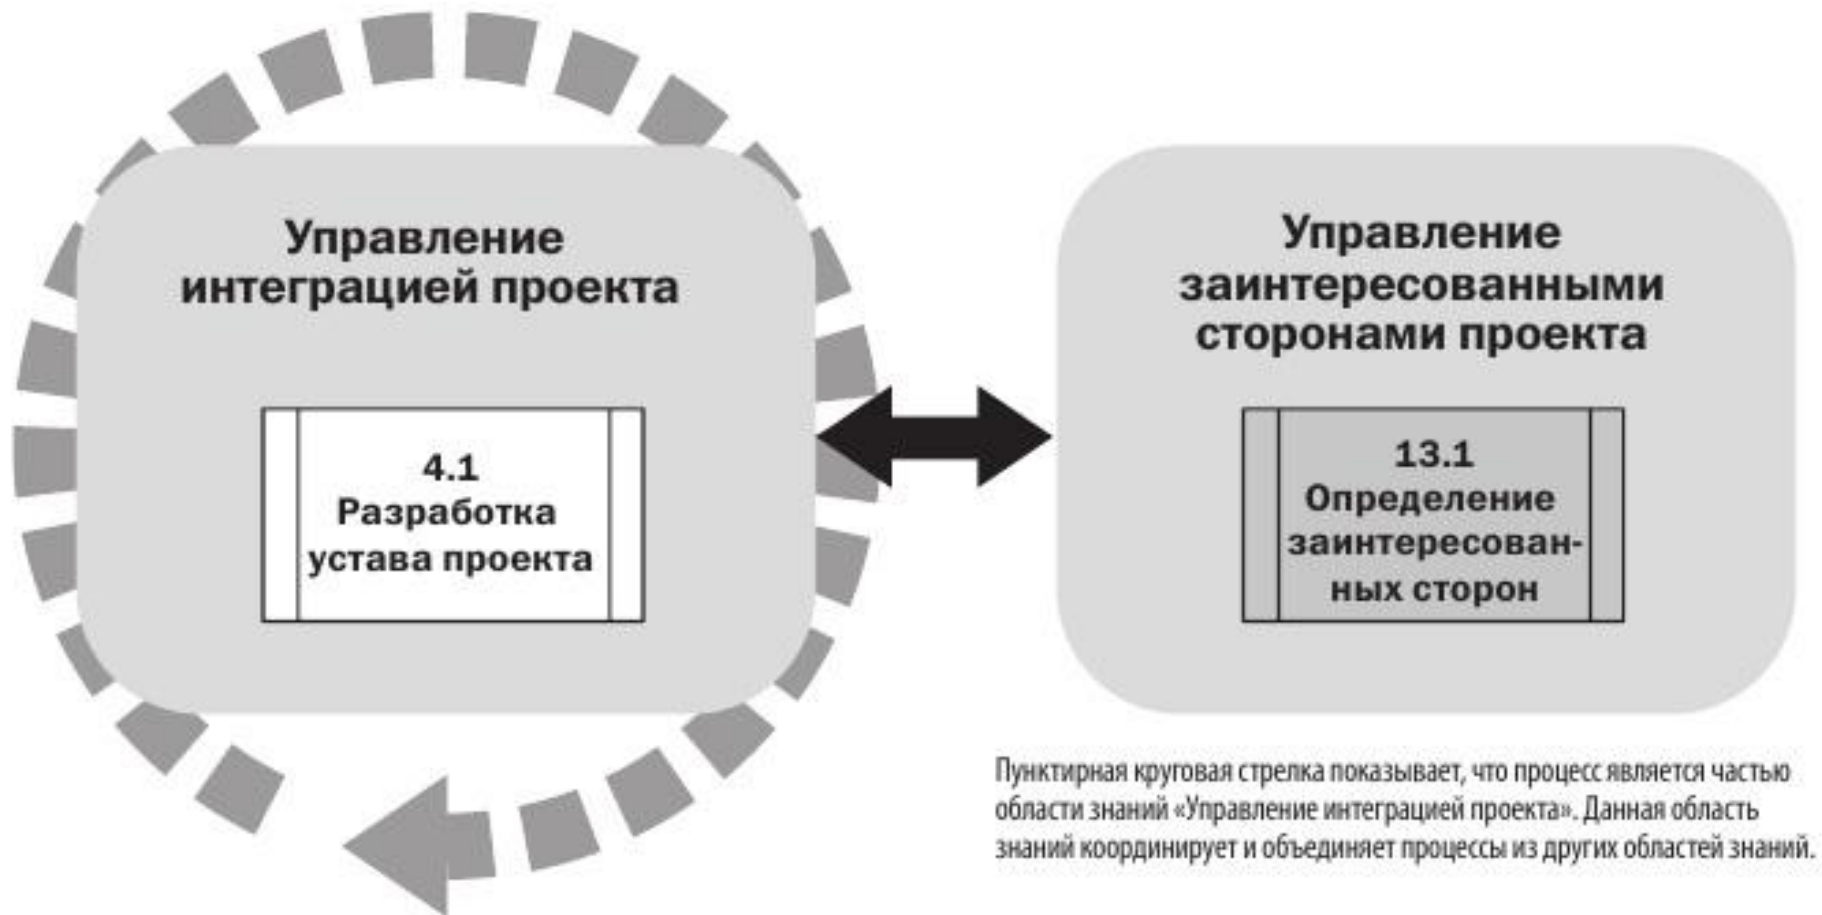 Управление
интеграцией проекта
4.1
Разработка
устава проекта
Управление
заинтересованными
сторонами проекта
13.1
Определение
заинтересован-
ных сторон
Пунктирная круговая стрелка показывает, что процесс является частью
области знаний «Управление интеграцией проекта». Данная область
знаний координирует и объединяет процессы из других областей знаний.